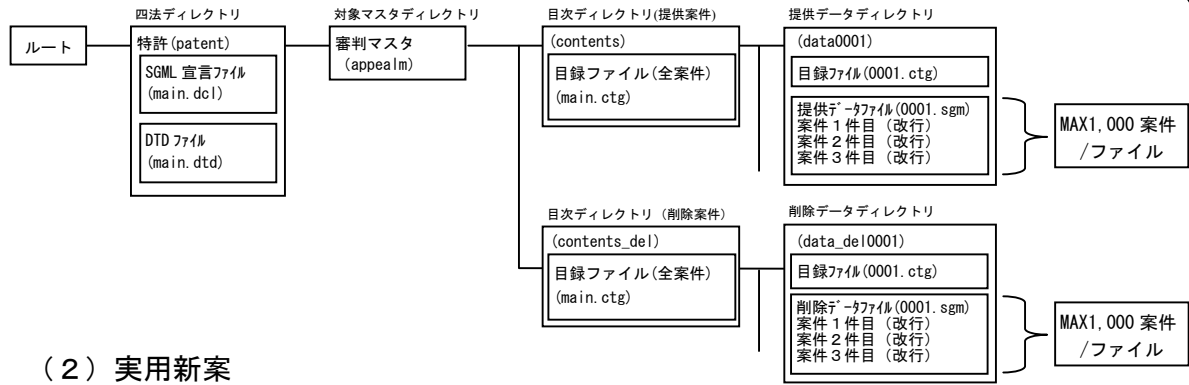 四法ディレクトリ
対象マスタディレクトリ
目次ディレクトリ(提供案件)
提供データディレクトリ
ルート
特許(patent)
SGML 宣言ファイル
(main.dcl)
DTD ファイル
(main.dtd)
審判マスタ
(appealm)
(contents)
目録ファイル(全案件)
(main.ctg)
(data0001)
目録ファイル(0001.ctg)
提供データファイル(0001.sgm)
案件1件目(改行)
案件2件目(改行)
案件3件目(改行)
MAX1,000 案件
/ファイル
目次ディレクトリ(削除案件)
削除データディレクトリ
(contents_del)
目録ファイル(全案件)
(main.ctg)
(data_del0001)
目録ファイル(0001.ctg)
削除データファイル(0001.sgm)
案件1件目(改行)
案件2件目(改行)
案件3件目(改行)
MAX1,000 案件
/ファイル
(2)実用新案